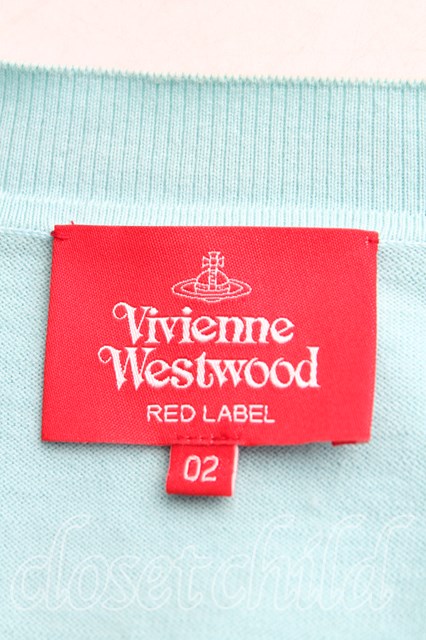 Vivienne
Westwood
RED LABEL
02
closetchild